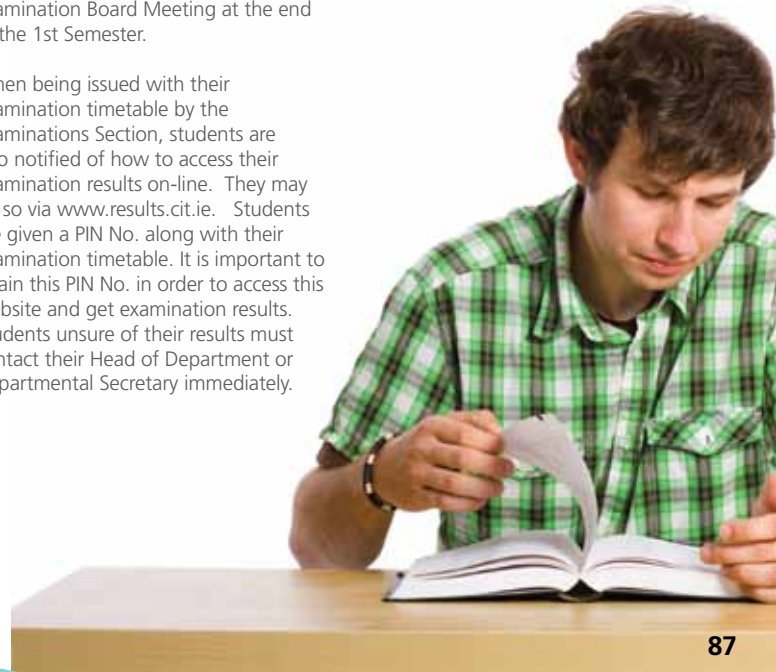 amination Board Meeting at the end
the 1st Semester.
en being issued with their
amination timetable by the
aminations Section, students are
o notified of how to access their
amination results on-line. They may
so via www.results.cit.ie. Students
given a PIN No. along with their
amination timetable. It is important to
ain this PIN No. in order to access this
bsite and get examination results.
udents unsure of their results must
ntact their Head of Department or
partmental Secretary immediately.
87